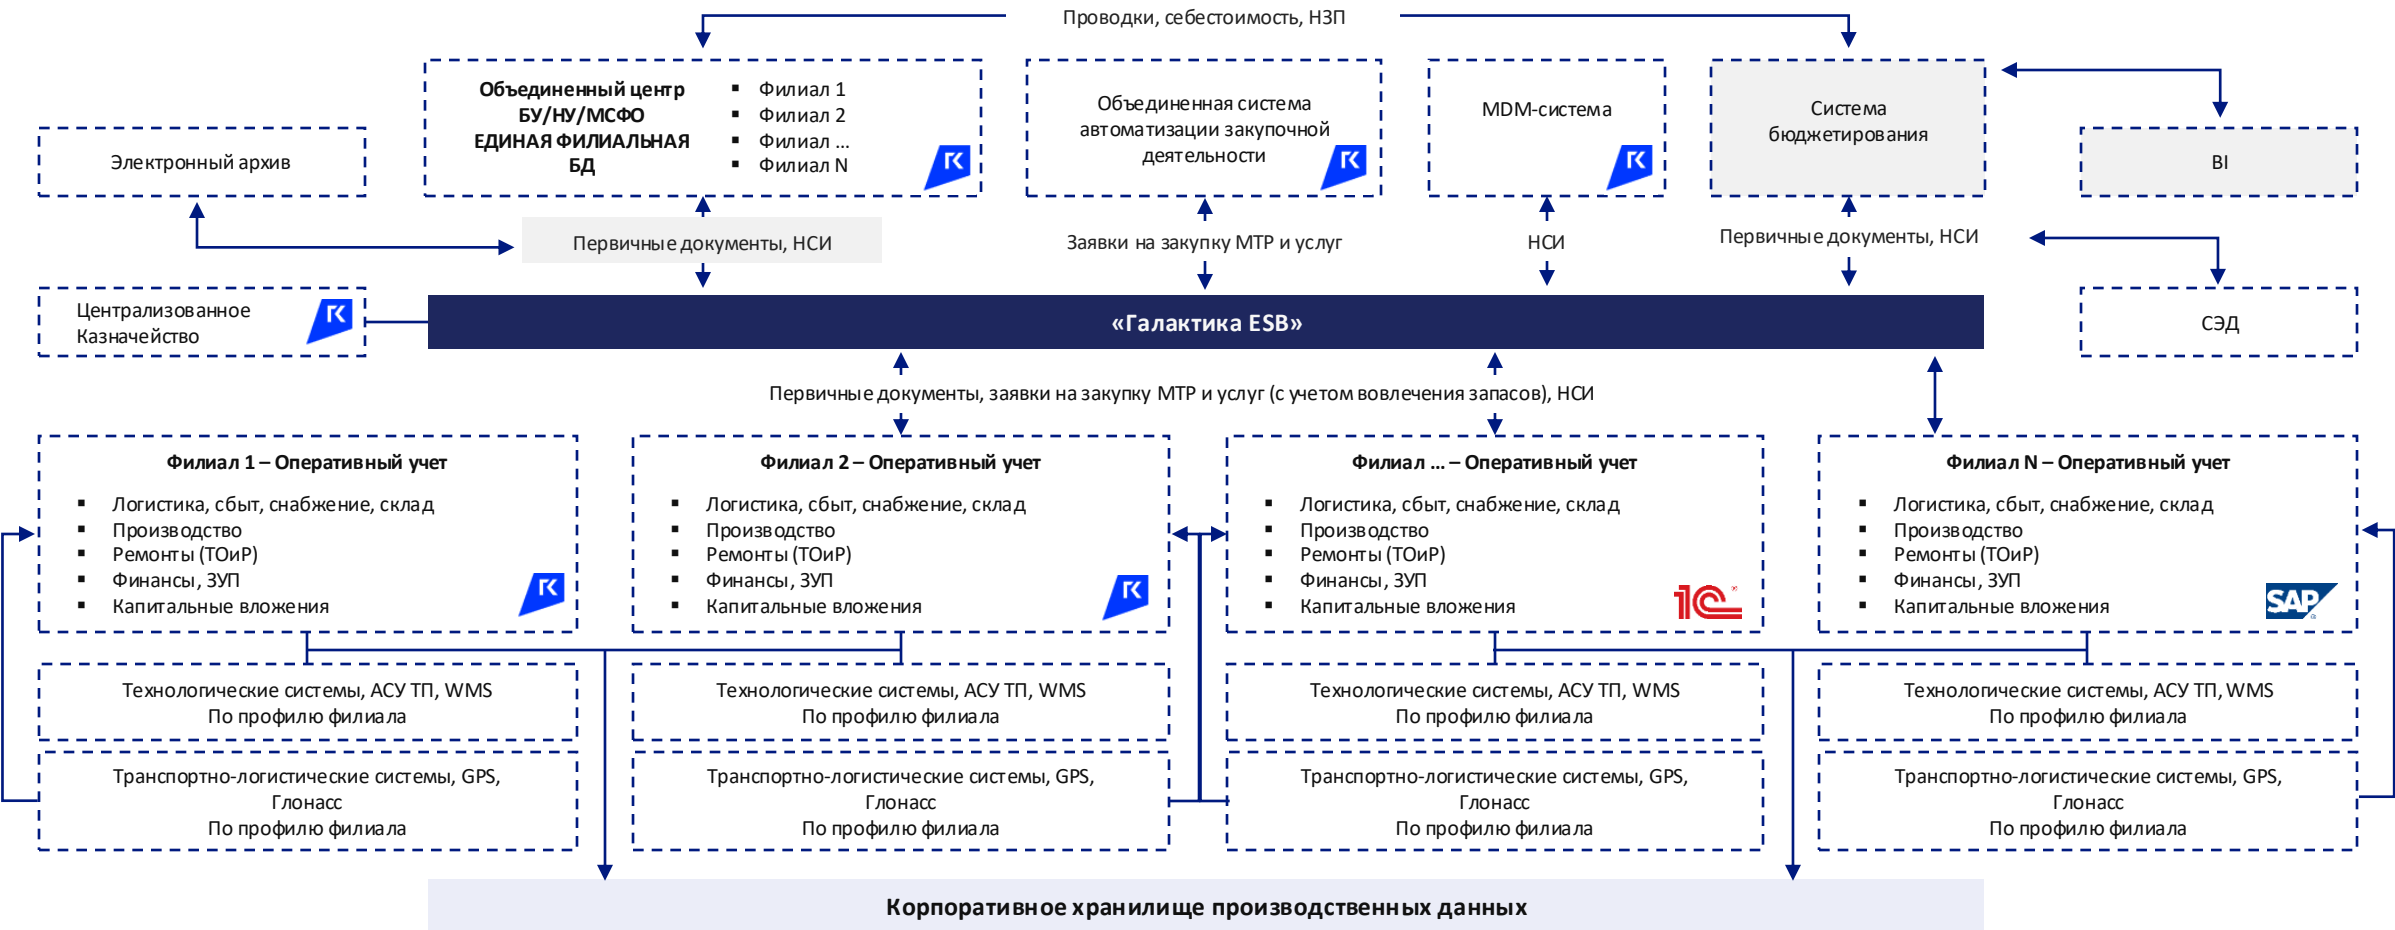 Проводки, себестоимость, НЗП
Объединенный центр
БУ/НУ/МСФО
ЕДИНАЯ ФИЛИАЛЬНАЯ
БД
▪ Филиал 1
▪ Филиал 2
▪ Филиал ...
▪ Филиал N
ГК
Объединенная система
автоматизации закупочной
деятельности
ГК
MDM-система
ГК
Система
бюджетирования
Электронный архив
BI
Первичные документы, НСИ
Заявки на закупку МТР и услуг
НСИ
Первичные документы, НСИ
Централизованное
Казначейство
ГК
«Галактика ESB»
СЭД
Первичные документы, заявки на закупку МТР и услуг (с учетом вовлечения запасов), НСИ
Филиал 1 – Оперативный учет
▪ Логистика, сбыт, снабжение, склад
▪ Производство
▪ Ремонты (ТОиР)
▪ Финансы, ЗУП
▪ Капитальные вложения
ГК
Филиал 2 – Оперативный учет
▪ Логистика, сбыт, снабжение, склад
▪ Производство
▪ Ремонты (ТОиР)
▪ Финансы, ЗУП
▪ Капитальные вложения
ГК
Филиал ... – Оперативный учет
▪ Логистика, сбыт, снабжение, склад
▪ Производство
▪ Ремонты (ТОиР)
▪ Финансы, ЗУП
▪ Капитальные вложения
1С
Филиал N – Оперативный учет
▪ Логистика, сбыт, снабжение, склад
▪ Производство
▪ Ремонты (ТОиР)
▪ Финансы, ЗУП
▪ Капитальные вложения
SAP
Технологические системы, АСУ ТП, WMS
По профилю филиала
Технологические системы, АСУ ТП, WMS
По профилю филиала
Технологические системы, АСУ ТП, WMS
По профилю филиала
Технологические системы, АСУ ТП, WMS
По профилю филиала
Транспортно-логистические системы, GPS,
Глонасс
По профилю филиала
Транспортно-логистические системы, GPS,
Глонасс
По профилю филиала
Транспортно-логистические системы, GPS,
Глонасс
По профилю филиала
Транспортно-логистические системы, GPS,
Глонасс
По профилю филиала
Корпоративное хранилище производственных данных